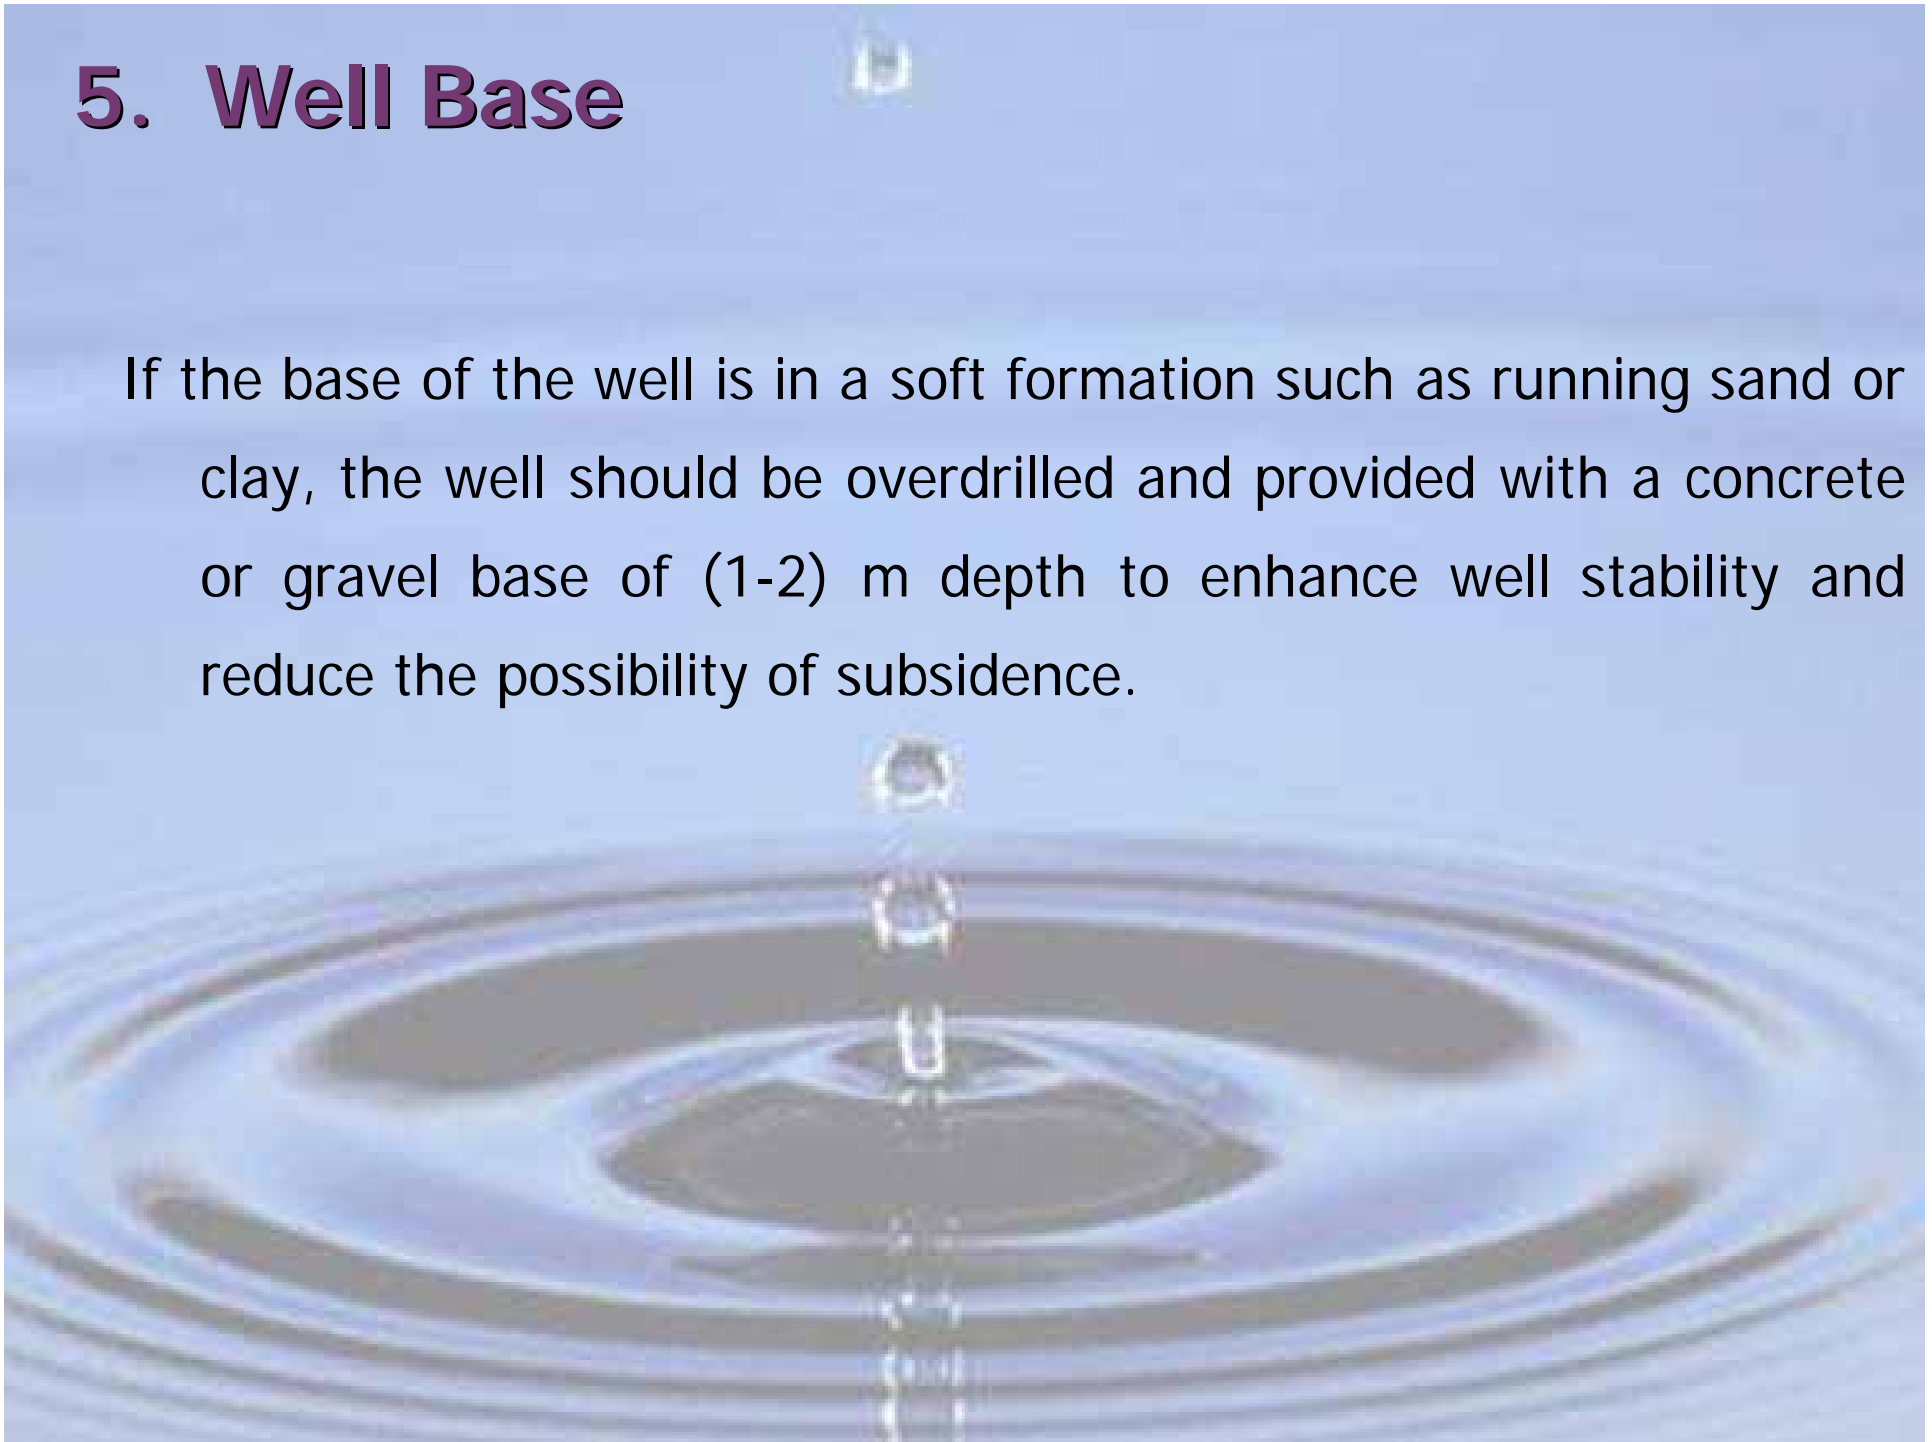 5. Well Base
If the base of the well is in a soft formation such as running sand or
clay, the well should be overdrilled and provided with a concrete
or gravel base of (1-2) m depth to enhance well stability and
reduce the possibility of subsidence.